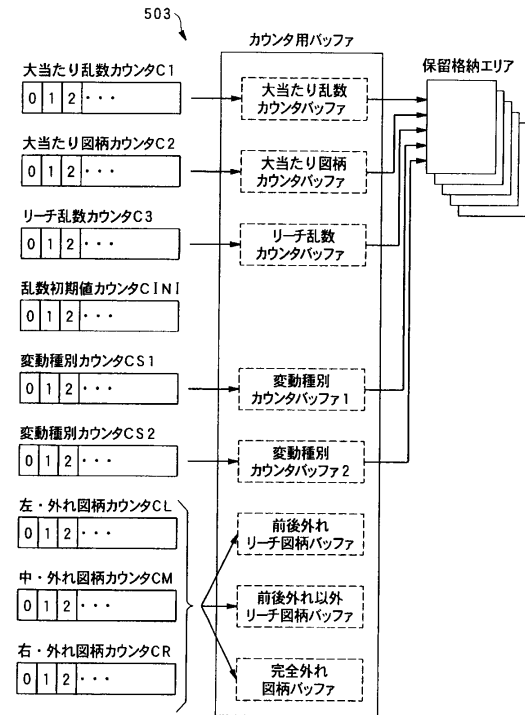 503
カウンタ用バッファ
保留格納エリア
大当たり乱数カウンタC1
0 1 2 ・・・
大当たり乱数
カウンタバッファ
大当たり図柄カウンタC2
0 1 2 ・・・
大当たり図柄
カウンタバッファ
リーチ乱数カウンタC3
0 1 2 ・・・
リーチ乱数
カウンタバッファ
乱数初期値カウンタCINI
0 1 2 ・・・
変動種別カウンタCS1
0 1 2 ・・・
変動種別
カウンタバッファ1
変動種別カウンタCS2
0 1 2 ・・・
変動種別
カウンタバッファ2
左・外れ図柄カウンタCL
0 1 2 ・・・
前後外れ
リーチ図柄バッファ
中・外れ図柄カウンタCM
0 1 2 ・・・
前後外れ以外
リーチ図柄バッファ
右・外れ図柄カウンタCR
0 1 2 ・・・
完全外れ
図柄バッファ